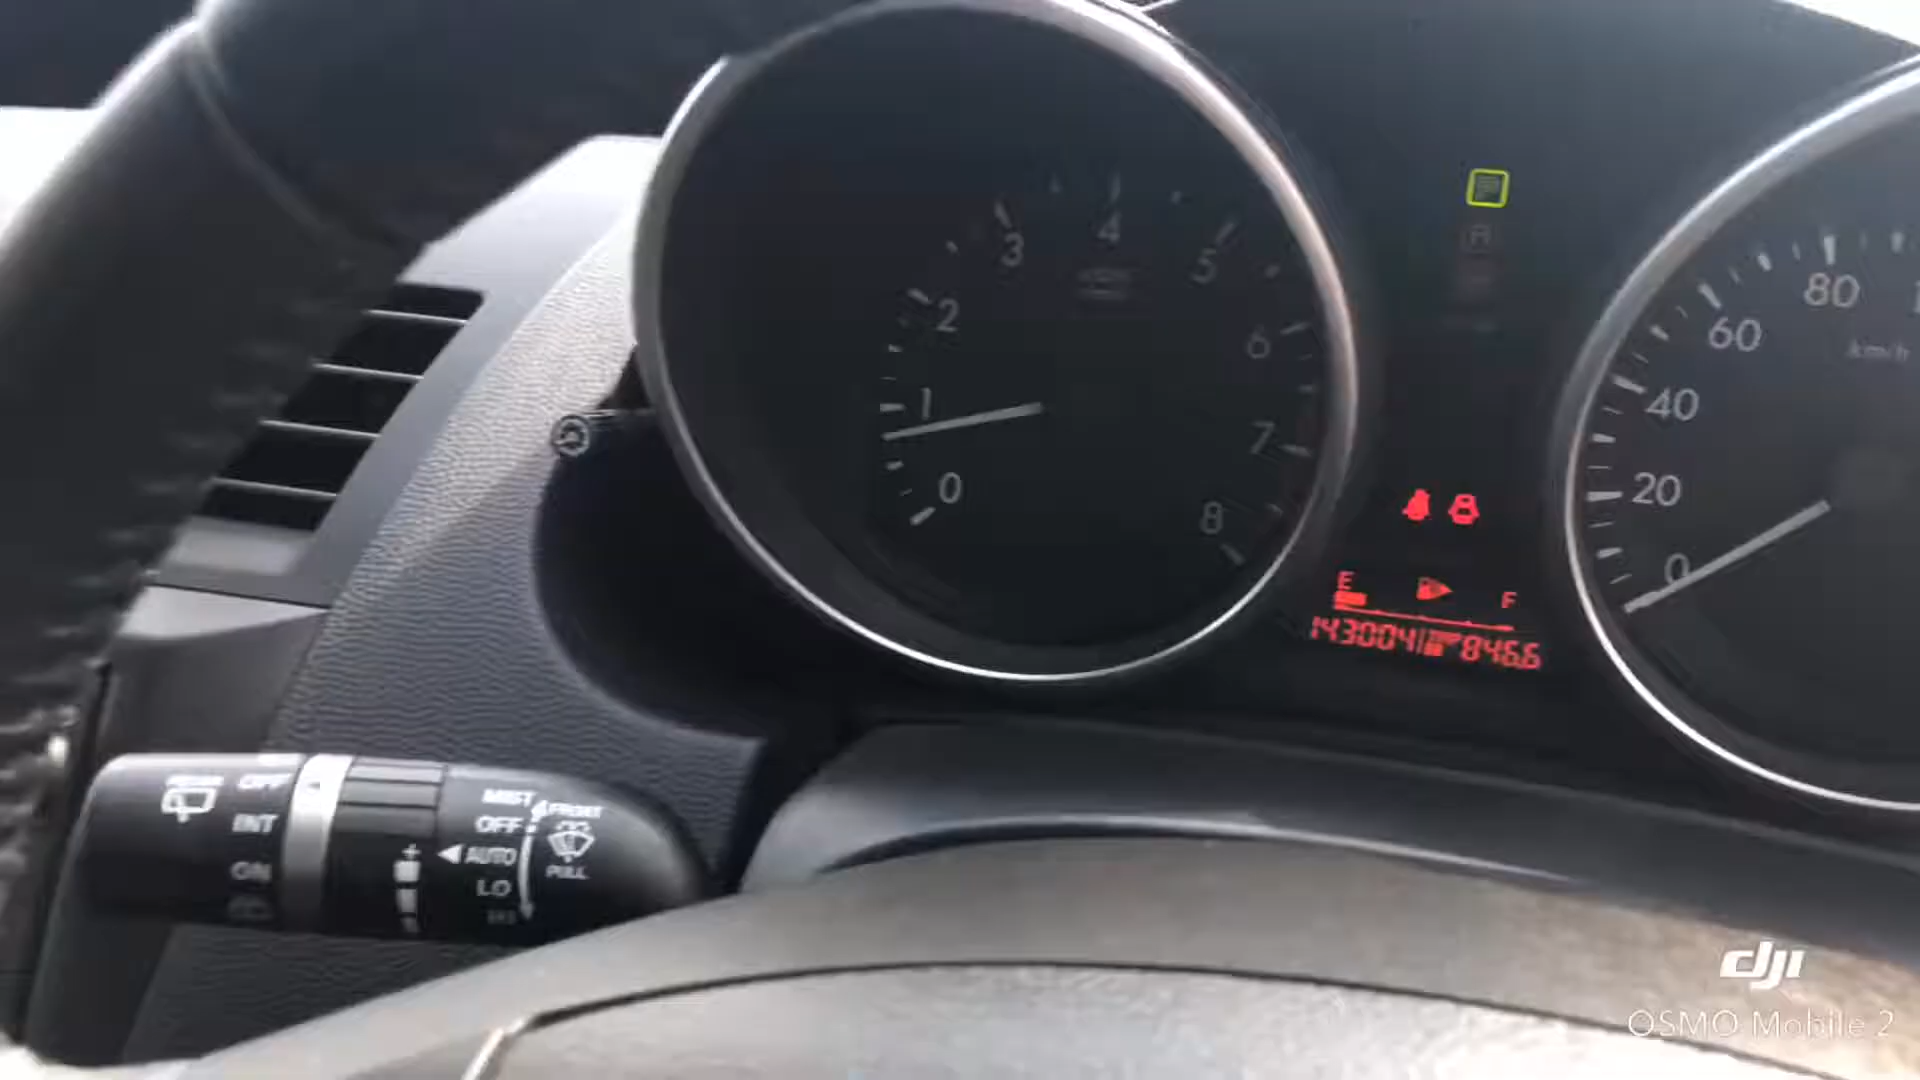 0
1
2
3
4
5
6
7
8
0
20
40
60
80
km/h
E
F
143004
846.6
OFF
INT
ON
MIST
OFF
AUTO
LO
FRONT
PULL
dji
OSMO Mobile 2